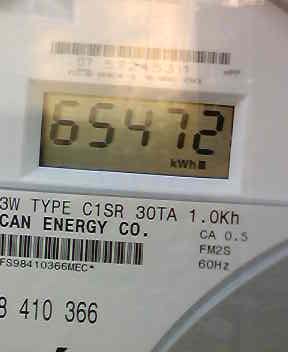 65472
kWh
3W TYPE C1SR 30TA 1.0Kh
CAN ENERGY CO.
CA 0.5
FM2S
60Hz
FS98410366MEC*
8 410 366